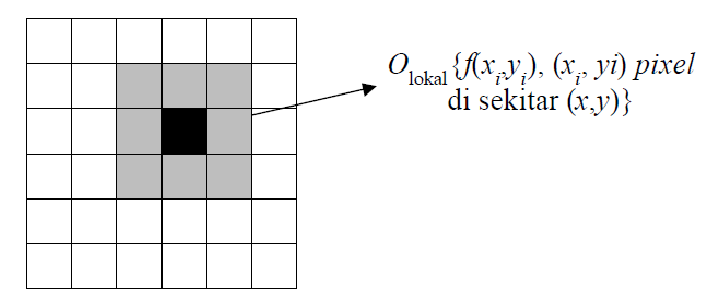 O_lokal{f(x_i,y_i), (x_i, yi) pixel
di sekitar (x,y)}